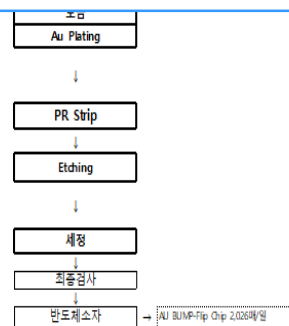 도금
Au Plating
↓
PR Strip
↓
Etching
↓
세정
↓
최종검사
↓
반도체소자 → AU BUMP-Flip Chip 2,026매/일